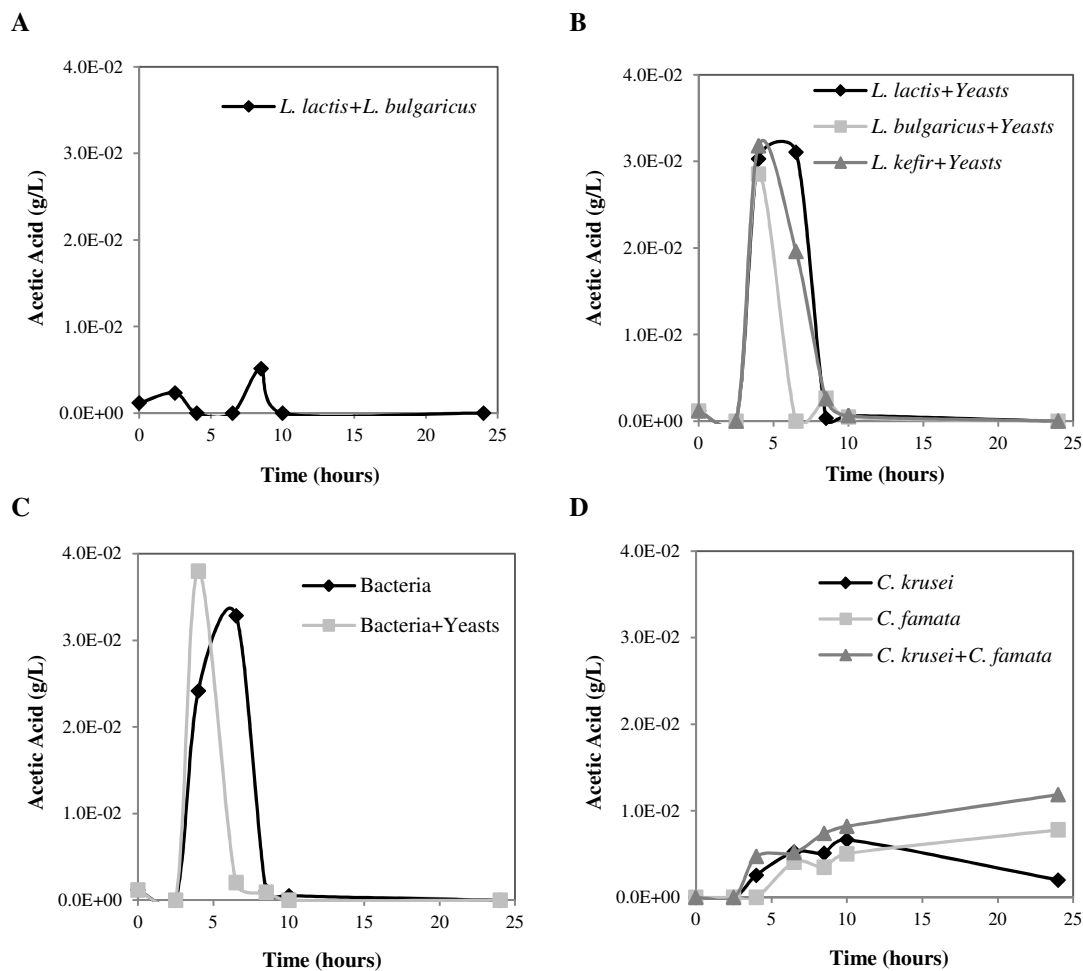 A
4.0E-02
3.0E-02
2.0E-02
1.0E-02
0.0E+00
Acetic Acid (g/L)
L. lactis+L. bulgaricus
0 5 10 15 20 25
Time (hours)
B
4.0E-02
3.0E-02
2.0E-02
1.0E-02
0.0E+00
Acetic Acid (g/L)
L. lactis+Yeasts
L. bulgaricus+Yeasts
L. kefir+Yeasts
0 5 10 15 20 25
Time (hours)
C
4.0E-02
3.0E-02
2.0E-02
1.0E-02
0.0E+00
Acetic Acid (g/L)
Bacteria
Bacteria+Yeasts
0 5 10 15 20 25
Time (hours)
D
4.0E-02
3.0E-02
2.0E-02
1.0E-02
0.0E+00
Acetic Acid (g/L)
C. krusei
C. famata
C. krusei+C. famata
0 5 10 15 20 25
Time (hours)